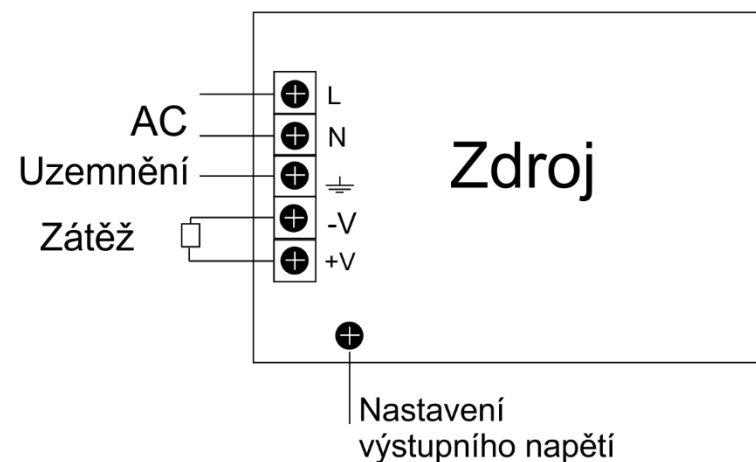 AC
L
N
Uzemnění
Zátěž
-V
+V
Zdroj
Nastavení
výstupního napětí